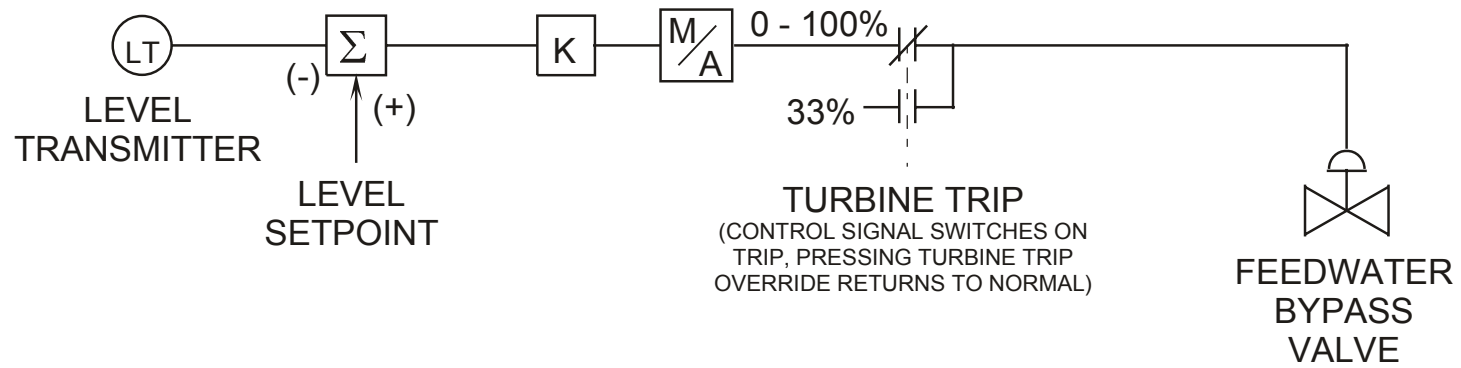 LT
(-)
Σ
(+)
K
M/A
0 - 100%
33%
LEVEL
TRANSMITTER
LEVEL
SETPOINT
TURBINE TRIP
(CONTROL SIGNAL SWITCHES ON
TRIP, PRESSING TURBINE TRIP
OVERRIDE RETURNS TO NORMAL)
FEEDWATER
BYPASS
VALVE